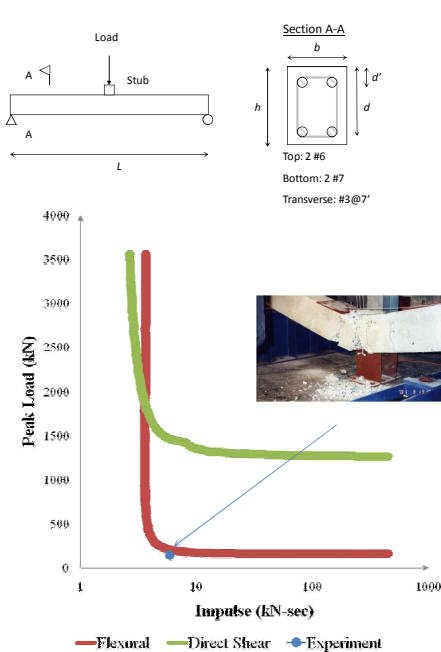 Section A-A
Load
b
A
Stub
d'
h
d
A
L
Top: 2 #6
Bottom: 2 #7
Transverse: #3@7’
4000
3500
3000
2500
2000
1500
1000
500
0
Peak Load (kN)
1 10 100 1000
Impulse (kN-sec)
Flexural Direct Shear Experiment